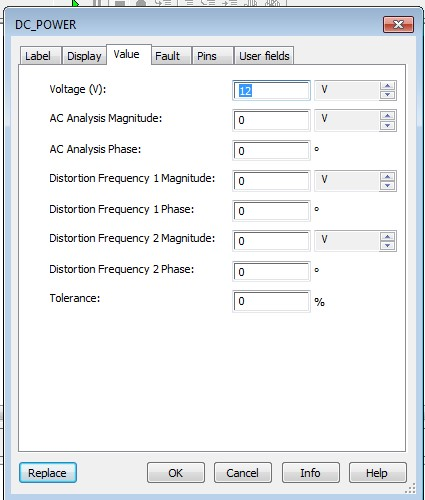 DC_POWER
Label Display Value Fault Pins User fields
Voltage (V): 12 V
AC Analysis Magnitude: 0 V
AC Analysis Phase: 0 °
Distortion Frequency 1 Magnitude: 0 V
Distortion Frequency 1 Phase: 0 °
Distortion Frequency 2 Magnitude: 0 V
Distortion Frequency 2 Phase: 0 °
Tolerance: 0 %
Replace OK Cancel Info Help